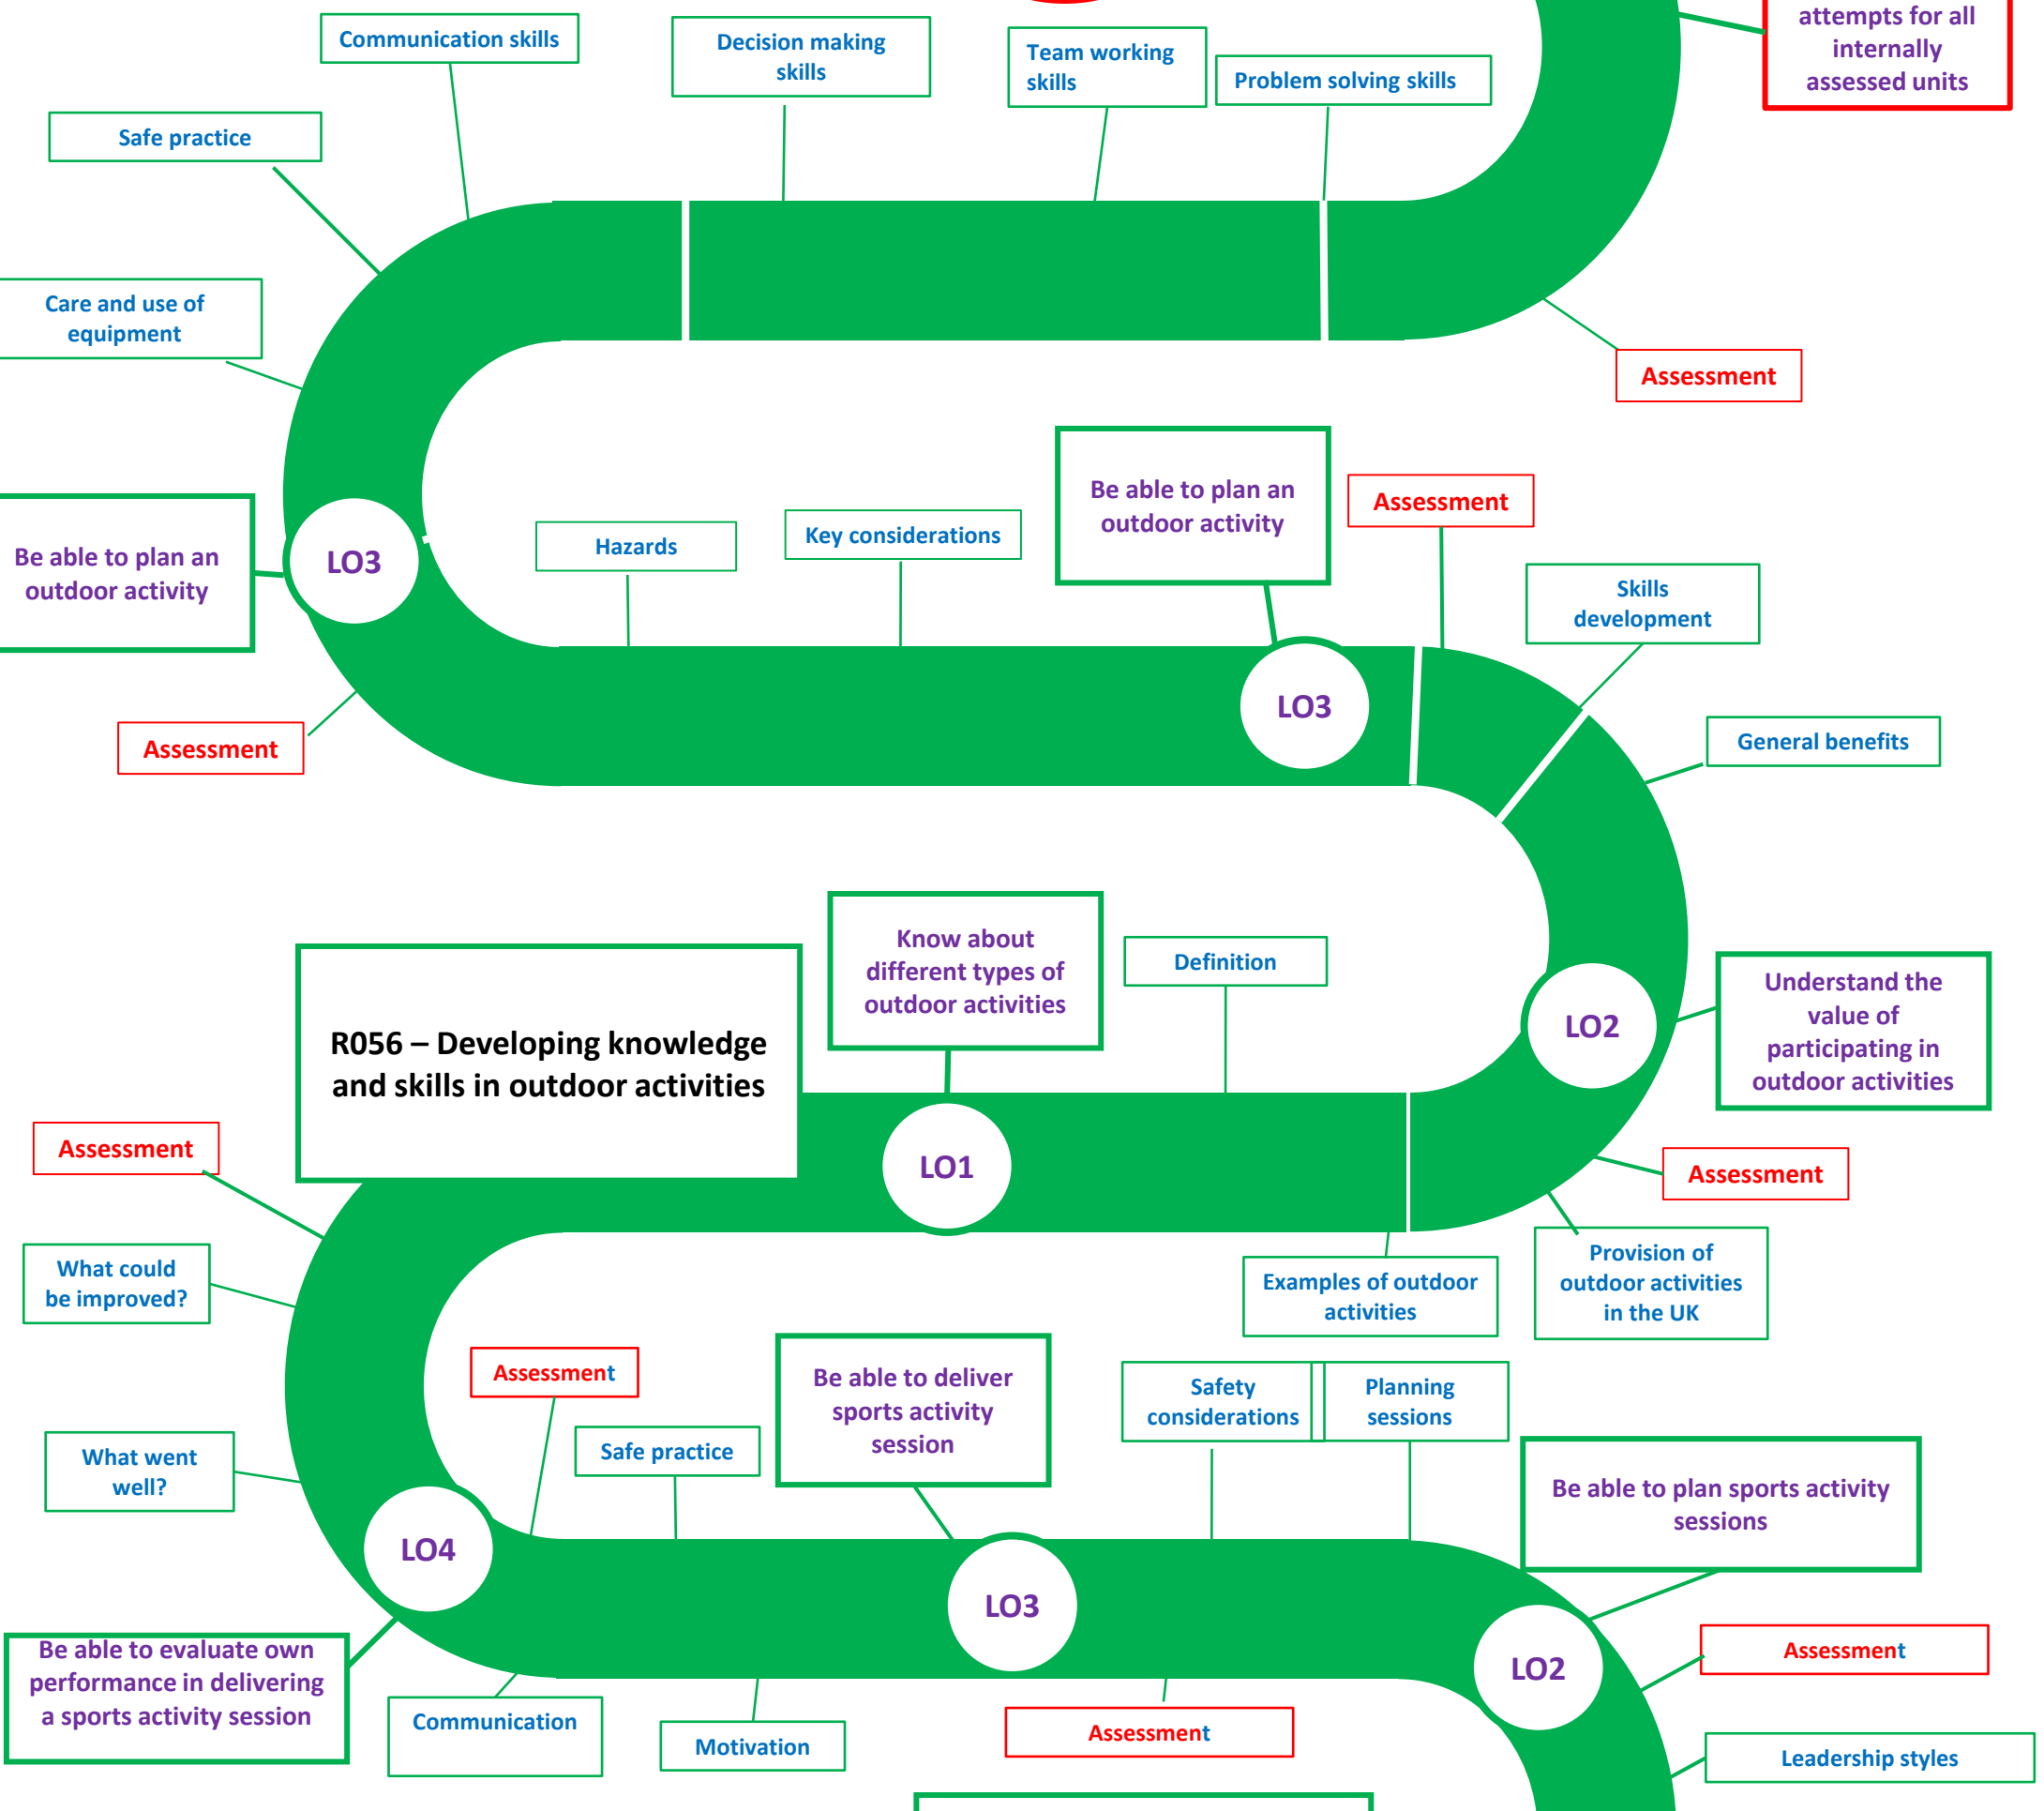 attempts for all
internally
assessed units
Communication skills
Decision making
skills
Team working
skills
Problem solving skills
Safe practice
Care and use of
equipment
Assessment
Be able to plan an
outdoor activity
LO3
Hazards
Key considerations
Be able to plan an
outdoor activity
Assessment
Skills
development
LO3
General benefits
Assessment
Know about
different types of
outdoor activities
Definition
R056 – Developing knowledge
and skills in outdoor activities
LO2
Understand the
value of
participating in
outdoor activities
Assessment
LO1
Assessment
What could
be improved?
Examples of outdoor
activities
Provision of
outdoor activities
in the UK
Assessment
Be able to deliver
sports activity
session
Safety
considerations
Planning
sessions
What went
well?
Safe practice
Be able to plan sports activity
sessions
LO4
LO3
LO2
Be able to evaluate own
performance in delivering
a sports activity session
Assessment
Communication
Motivation
Assessment
Leadership styles